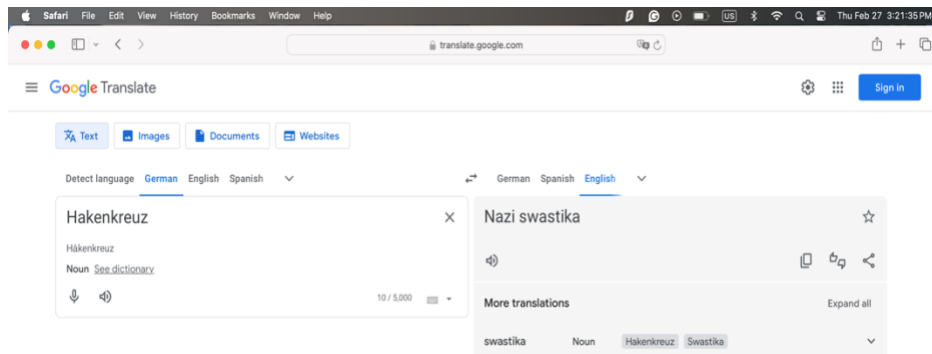 Safari File Edit View History Bookmarks Window Help US Thu Feb 27 3:21:35 PM
translate.google.com
Google Translate Sign in
Text Images Documents Websites
Detect language German English Spanish German Spanish English
Hakenkreuz Nazi swastika
Häkenkreuz
Noun See dictionary
10 / 5,000
More translations Expand all
swastika Noun Hakenkreuz Swastika